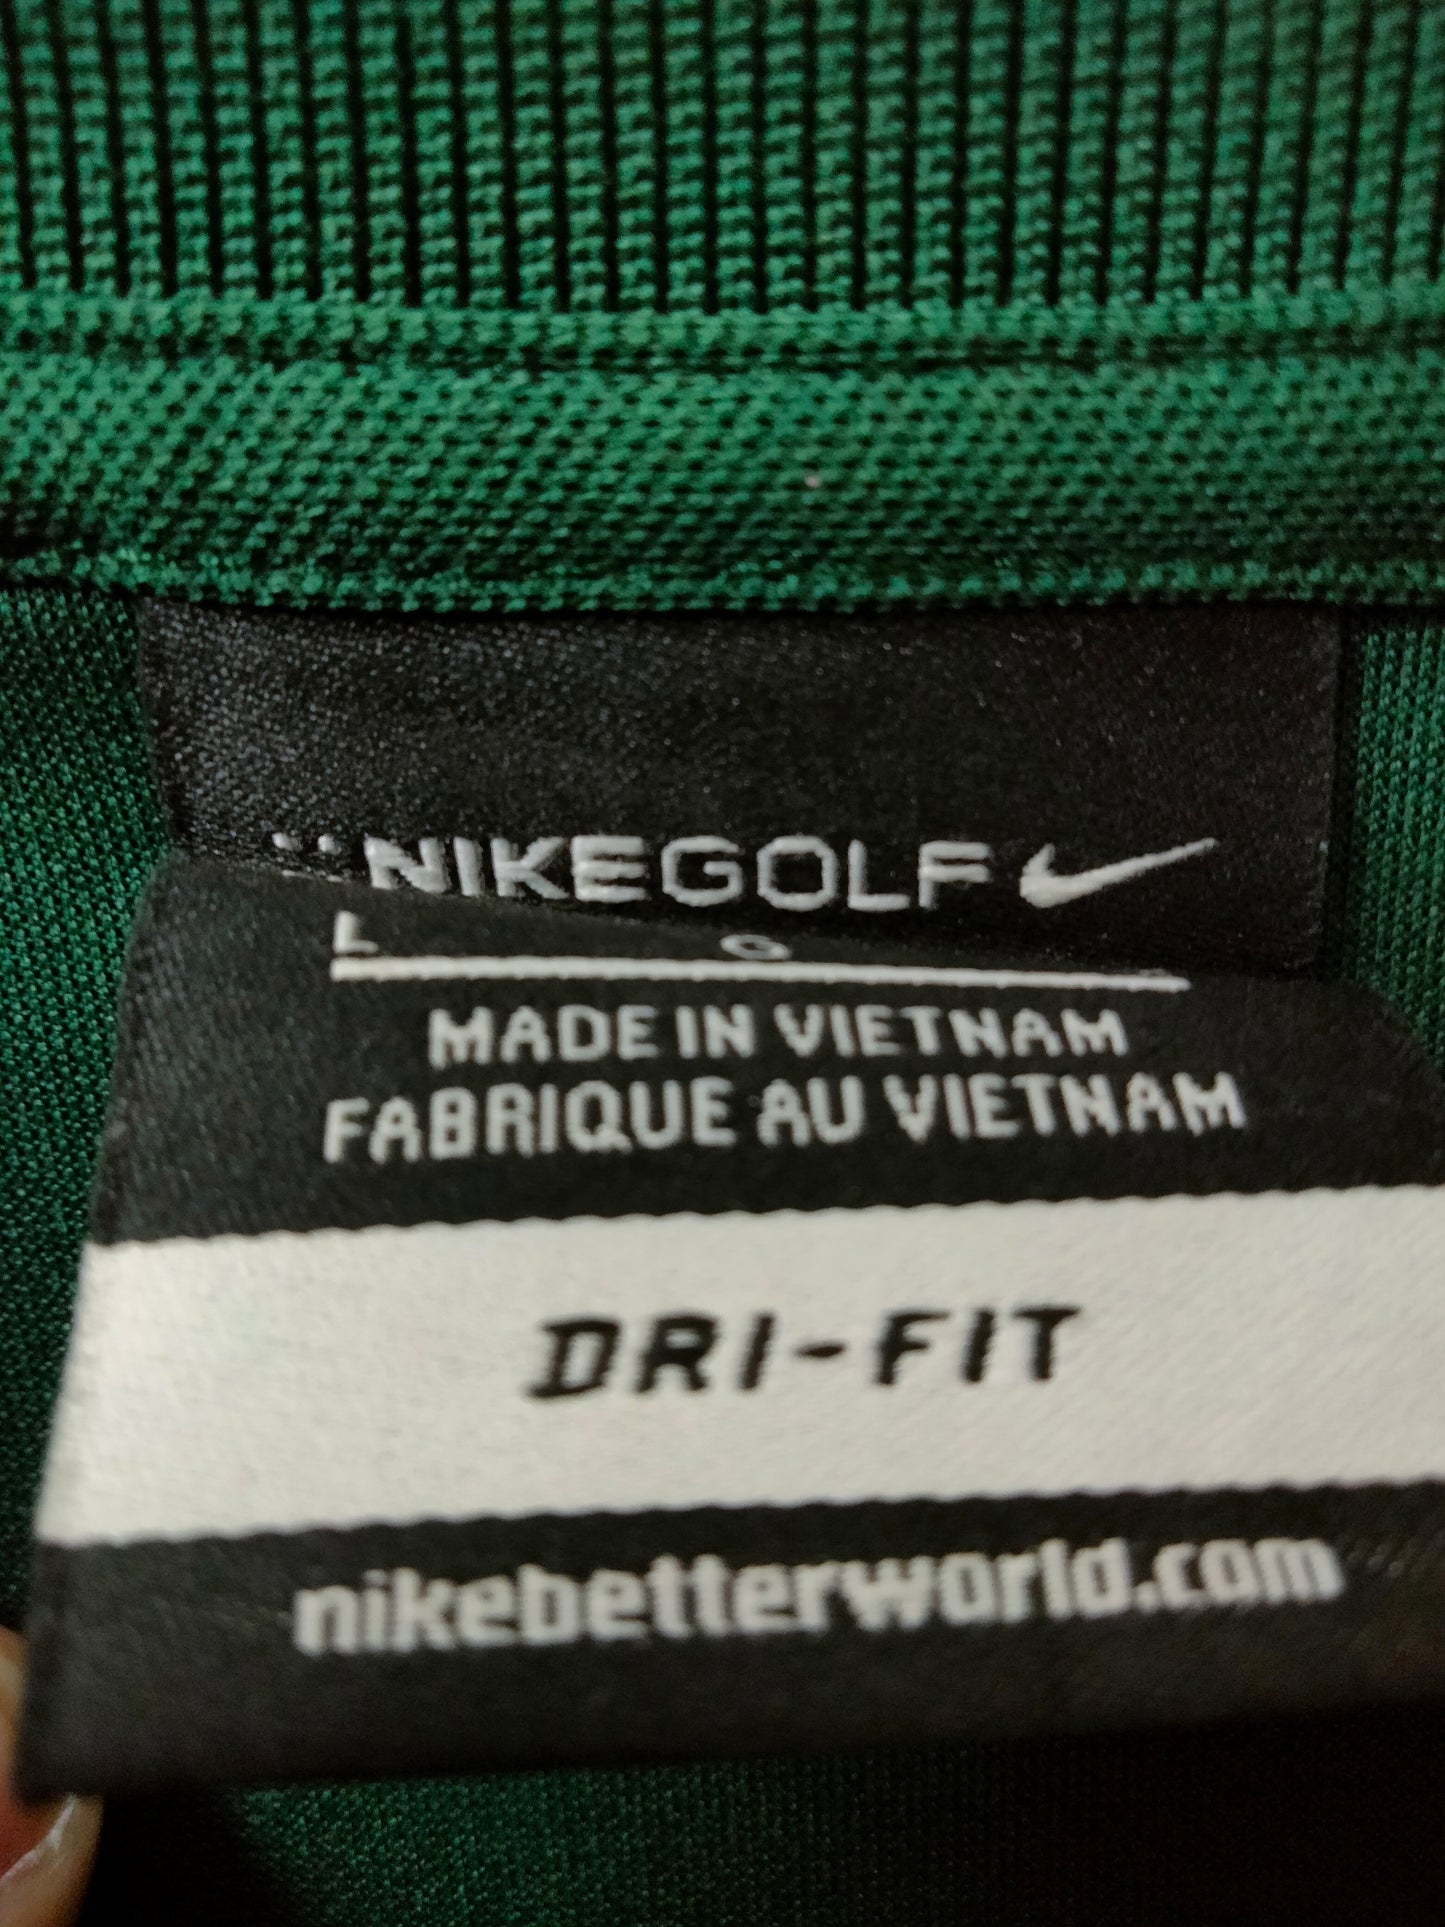 NIKEGOLF
L G
MADE IN VIETNAM
FABRIQUE AU VIETNAM
DRI-FIT
nikebetterworld.com